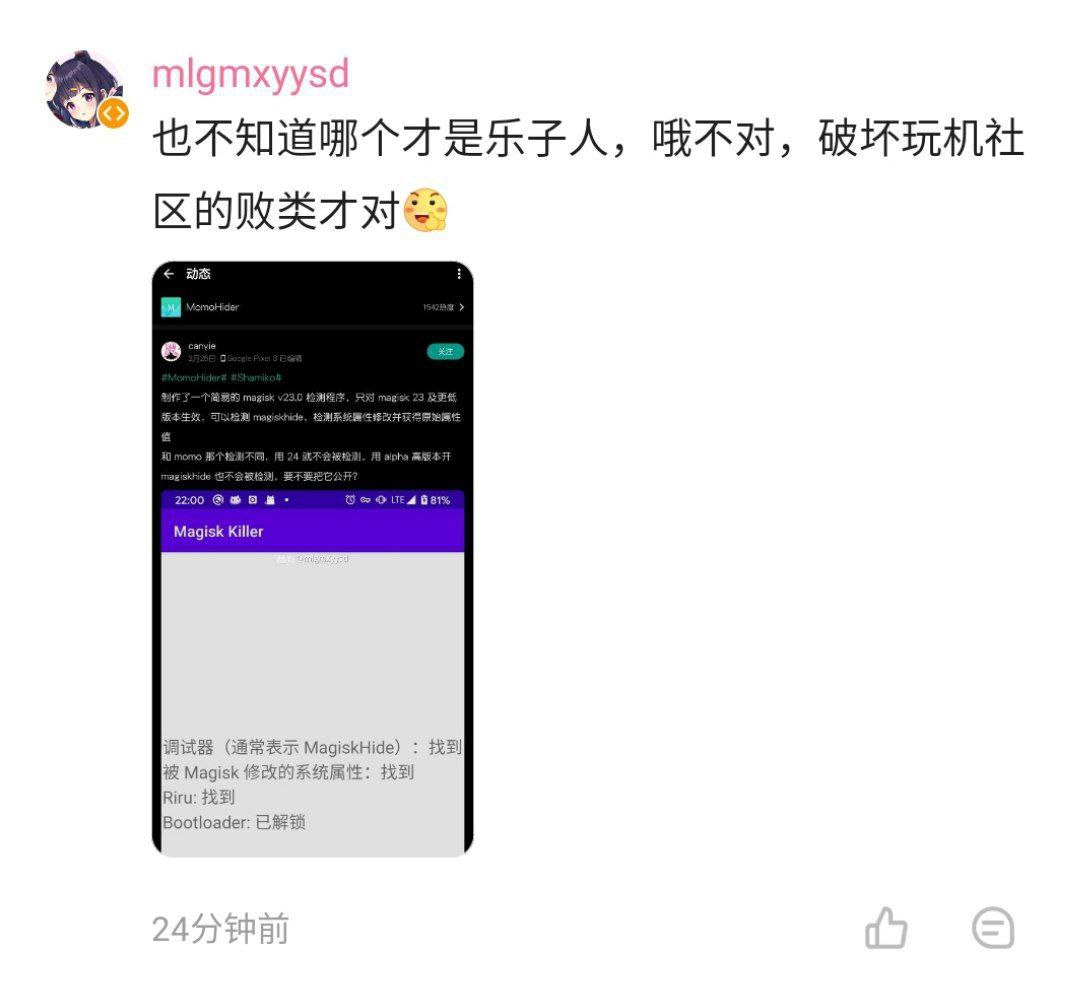 mlgmxyysd
也不知道哪个才是乐子人，哦不对，破坏玩机社
区的败类才对🤔
动态
MomoHider
1542热度
canyie
2月26日 Google Pixel 3 已编辑
关注
#MomoHider# #Shamiko#
制作了一个简易的 magisk v23.0 检测程序，只对 magisk 23 及更低
版本生效，可以检测 magiskhide、检测系统属性修改并获得原始属性
值
和 momo 那个检测不同，用 24 就不会被检测，用 alpha 高版本开
magiskhide 也不会被检测，要不要把它公开？
22:00
LTE 81%
Magisk Killer
@mlgmxyysd
调试器（通常表示 MagiskHide）：找到
被 Magisk 修改的系统属性：找到
Riru: 找到
Bootloader: 已解锁
24分钟前